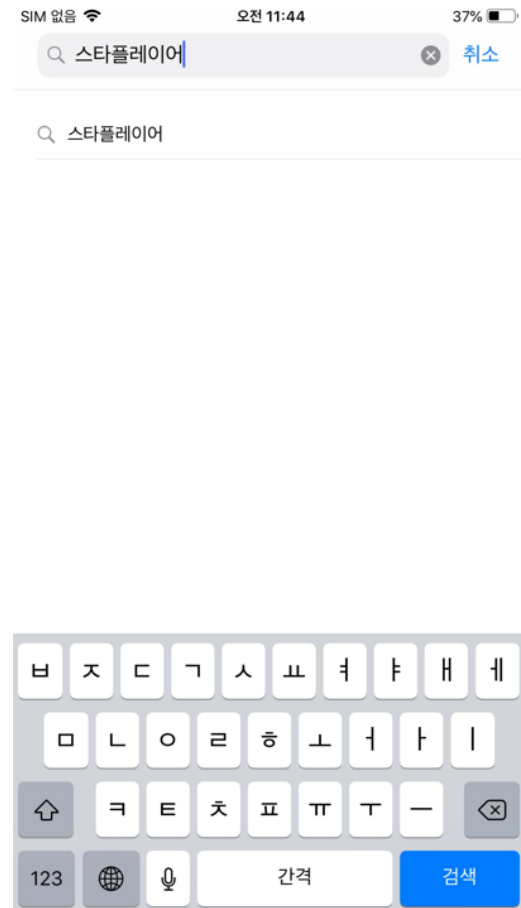 SIM 없음 오전 11:44 37%
스타플레이어 취소
스타플레이어
ㅂ ㅈ ㄷ ㄱ ㅅ ㅛ ㅕ ㅑ ㅐ ㅔ
ㅁ ㄴ ㅇ ㄹ ㅎ ㅗ ㅓ ㅏ ㅣ
ㅋ ㅌ ㅊ ㅍ ㅠ ㅜ ㅡ
123 간격 검색